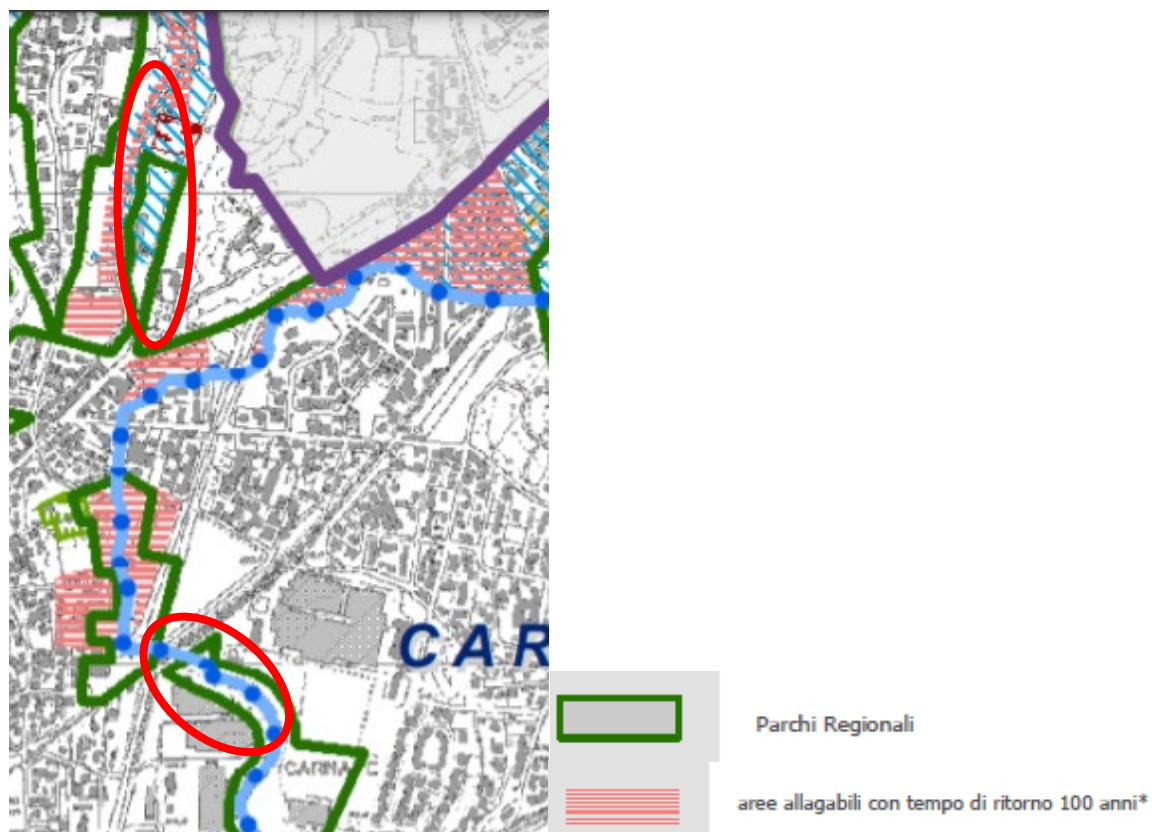 CAR
CARNATE
Parchi Regionali
aree allagabili con tempo di ritorno 100 anni*